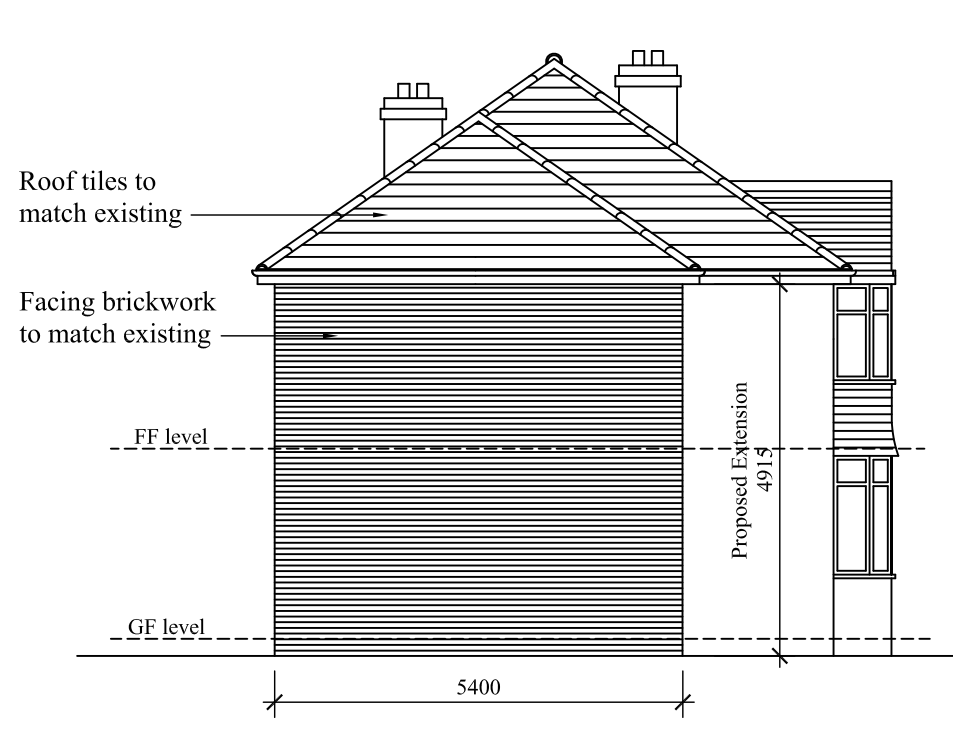 Roof tiles to
match existing
Facing brickwork
to match existing
FF level
Proposed Extension
4915
GF level
5400